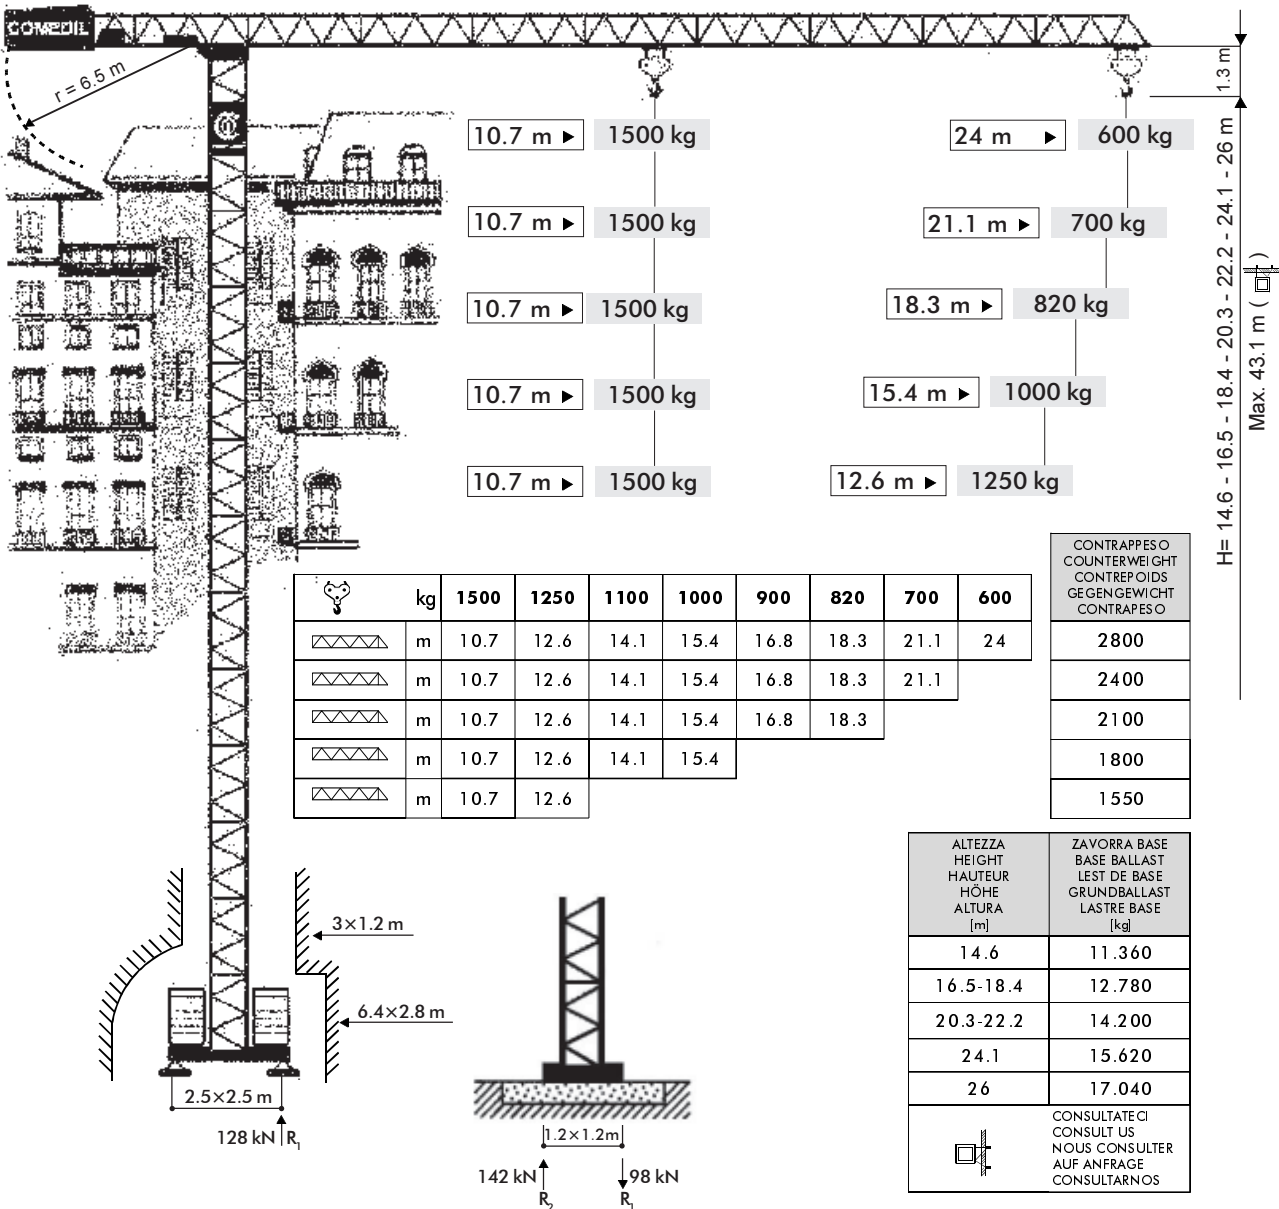 COMEDIL
r = 6.5 m
1.3 m
10.7 m ► 1500 kg
24 m ► 600 kg
10.7 m ► 1500 kg
21.1 m ► 700 kg
10.7 m ► 1500 kg
18.3 m ► 820 kg
10.7 m ► 1500 kg
15.4 m ► 1000 kg
10.7 m ► 1500 kg
12.6 m ► 1250 kg
H= 14.6 - 16.5 - 18.4 - 20.3 - 22.2 - 24.1 - 26 m
Max. 43.1 m ( )
kg 1500 1250 1100 1000 900 820 700 600
m 10.7 12.6 14.1 15.4 16.8 18.3 21.1 24
m 10.7 12.6 14.1 15.4 16.8 18.3 21.1
m 10.7 12.6 14.1 15.4 16.8 18.3
m 10.7 12.6 14.1 15.4
m 10.7 12.6
CONTRAPPESO
COUNTERWEIGHT
CONTREPOIDS
GEGENGEWICHT
CONTRAPESO
2800
2400
2100
1800
1550
ALTEZZA
HEIGHT
HAUTEUR
HÖHE
ALTURA
[m]
ZAVORRA BASE
BASE BALLAST
LEST DE BASE
GRUNDBALLAST
LASTRE BASE
[kg]
14.6 11.360
16.5-18.4 12.780
20.3-22.2 14.200
24.1 15.620
26 17.040
CONSULTATECI
CONSULT US
NOUS CONSULTER
AUF ANFRAGE
CONSULTARNOS
3×1.2 m
6.4×2.8 m
2.5×2.5 m
128 kN R1
1.2×1.2m
142 kN R2
98 kN R1